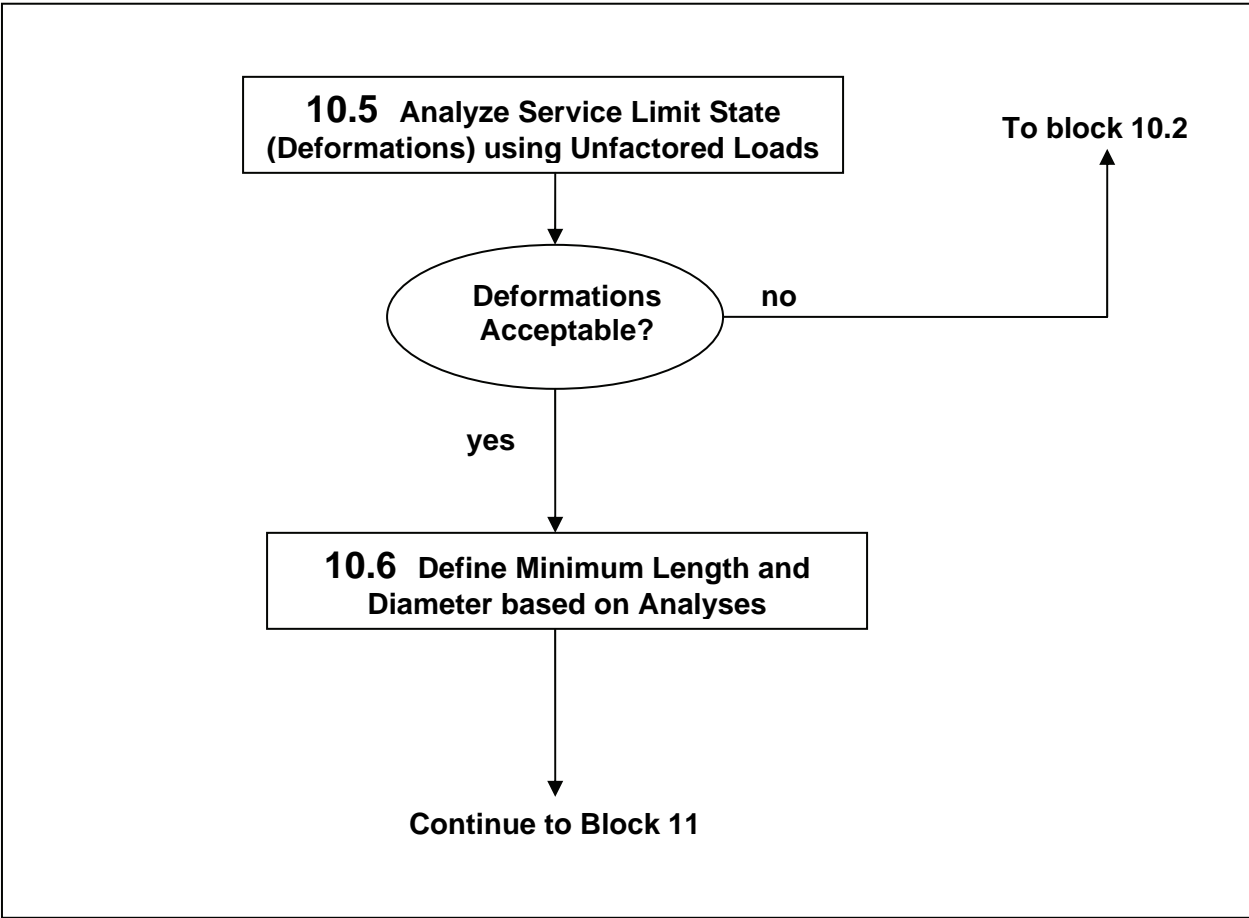 10.5 Analyze Service Limit State
(Deformations) using Unfactored Loads
To block 10.2
Deformations
Acceptable?
no
yes
10.6 Define Minimum Length and
Diameter based on Analyses
Continue to Block 11